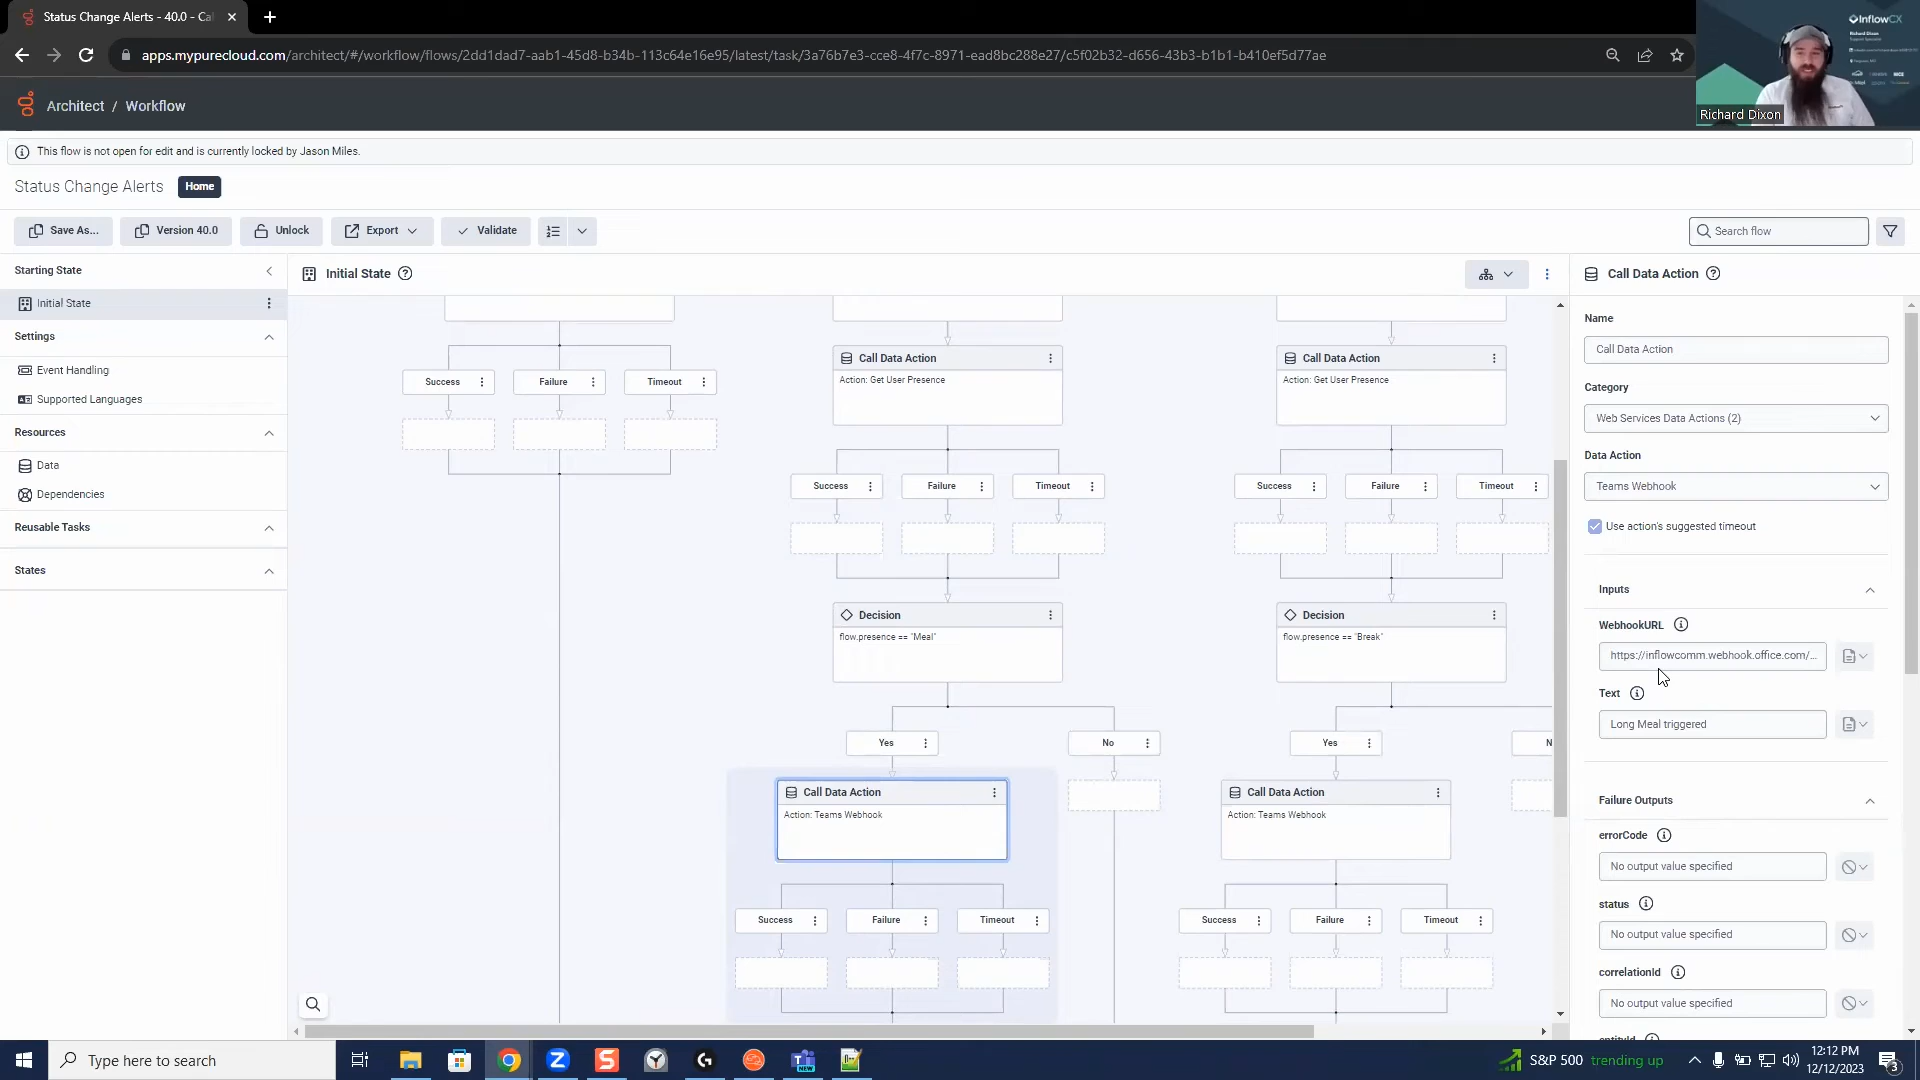 Status Change Alerts - 40.0 - Ca
apps.mypurecloud.com/architect/#/workflow/flows/2dd1dad7-aab1-45d8-b34b-113c64e16e95/latest/task/3a76b7e3-cce8-4f7c-8971-ead8bc288e27/c5f02b32-d656-43b3-b1b1-b410ef5d77ae
InflowCX
Richard Dixon
Richard Dixon
Architect / Workflow
This flow is not open for edit and is currently locked by Jason Miles.
Status Change Alerts Home
Save As... Version 40.0 Unlock Export Validate Search flow
Starting State
Initial State
Settings
Event Handling
Supported Languages
Resources
Data
Dependencies
Reusable Tasks
States
Initial State
Success Failure Timeout
Call Data Action
Action: Get User Presence
Success Failure Timeout
Decision
flow.presence == "Meal"
Yes No
Call Data Action
Action: Teams Webhook
Success Failure Timeout
Call Data Action
Action: Get User Presence
Success Failure Timeout
Decision
flow.presence == "Break"
Yes N
Call Data Action
Action: Teams Webhook
Success Failure Timeout
Call Data Action
Name
Call Data Action
Category
Web Services Data Actions (2)
Data Action
Teams Webhook
Use action's suggested timeout
Inputs
WebhookURL
https://inflowcomm.webhook.office.com/...
Text
Long Meal triggered
Failure Outputs
errorCode
No output value specified
status
No output value specified
correlationId
No output value specified
entityId
Type here to search
NEW
S&P 500 trending up
12:12 PM
12/12/2023
3